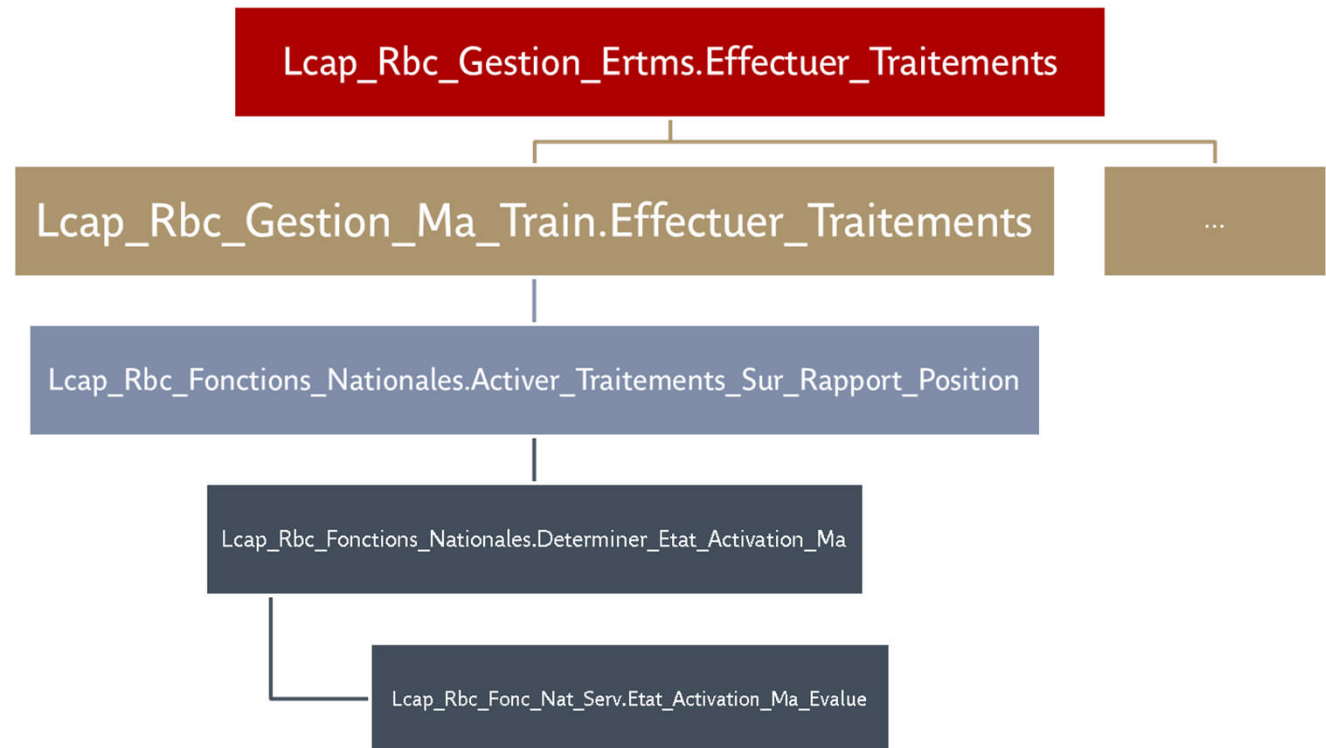 Lcap_Rbc_Gestion_Ertms.Effectuer_Traitements
Lcap_Rbc_Gestion_Ma_Train.Effectuer_Traitements
...
Lcap_Rbc_Fonctions_Nationales.Activer_Traitements_Sur_Rapport_Position
Lcap_Rbc_Fonctions_Nationales.Determiner_Etat_Activation_Ma
Lcap_Rbc_Fonc_Nat_Serv.Etat_Activation_Ma_Evalue